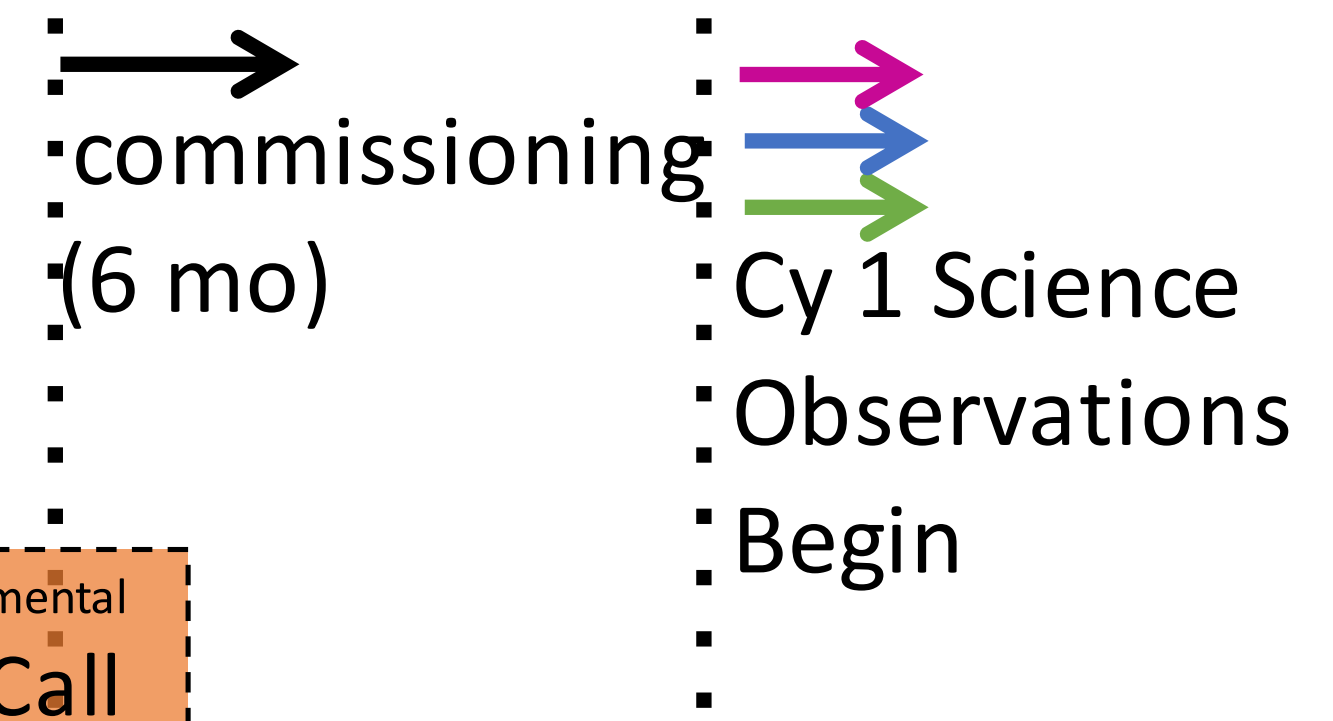 commissioning
(6 mo)
Cy 1 Science
Observations
Begin
mental
Call